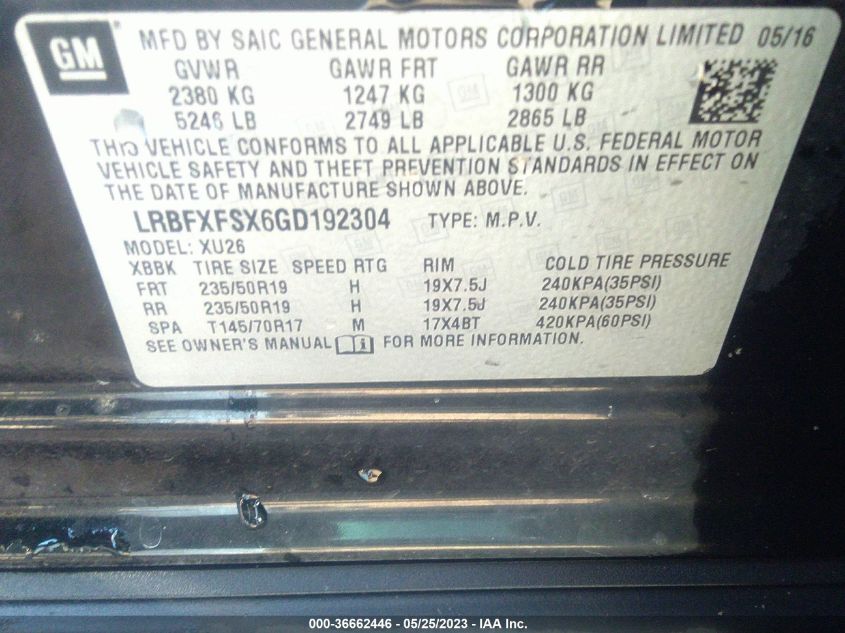 GM
MFD BY SAIC GENERAL MOTORS CORPORATION LIMITED 05/16
GVWR GAWR FRT GAWR RR
2380 KG 1247 KG 1300 KG
5246 LB 2749 LB 2865 LB
THIS VEHICLE CONFORMS TO ALL APPLICABLE U.S. FEDERAL MOTOR
VEHICLE SAFETY AND THEFT PREVENTION STANDARDS IN EFFECT ON
THE DATE OF MANUFACTURE SHOWN ABOVE.
LRBFXFSX6GD192304 TYPE: M.P.V.
MODEL: XU26
XBBK TIRE SIZE SPEED RTG RIM COLD TIRE PRESSURE
FRT 235/50R19 H 19X7.5J 240KPA(35PSI)
RR 235/50R19 H 19X7.5J 240KPA(35PSI)
SPA T145/70R17 M 17X4BT 420KPA(60PSI)
SEE OWNER'S MANUAL FOR MORE INFORMATION.
000-36662446 - 05/25/2023 - IAA Inc.